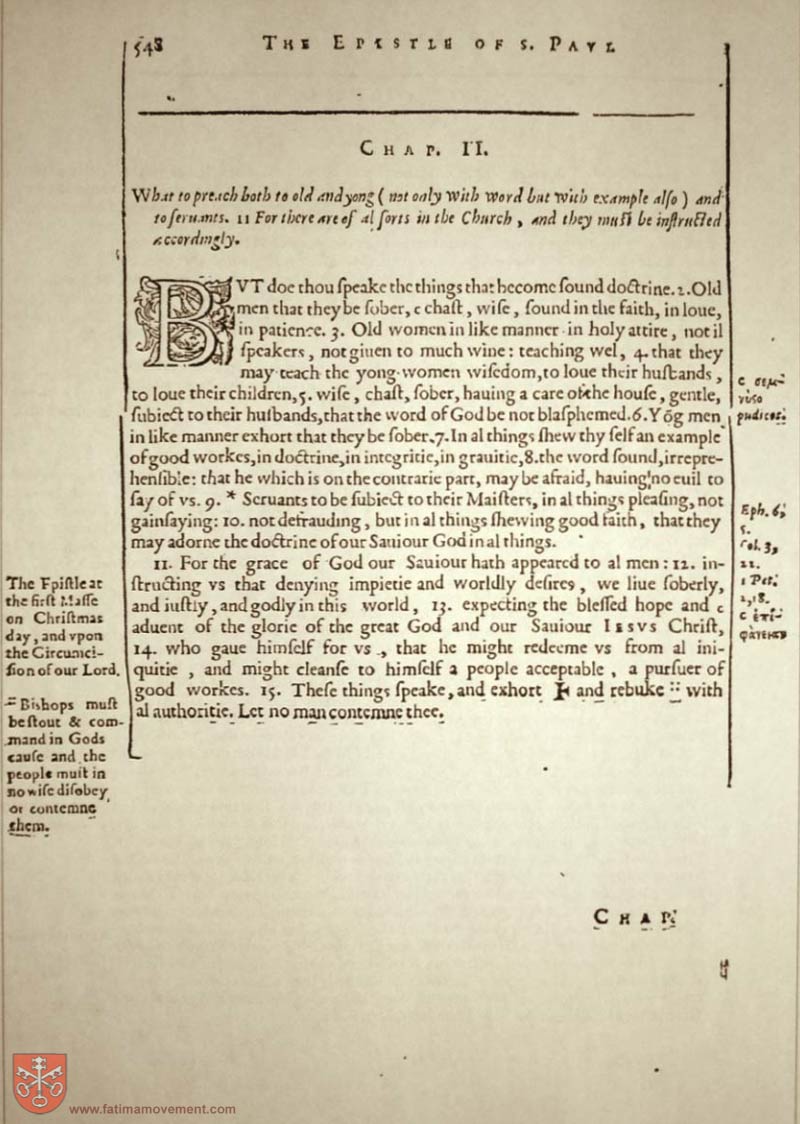 548 THE EPISTLE OF S. PAVL
CHAP. II.
What to preach both to old and yong (not only with word but with example also) and
to seruants. 11 For there are of al sorts in the Church, and they must be instructed
accordingly.
BVT doe thou ſpeake the things that become ſound doctrine. 2. Old
men that they be ſober, c chaſt, wiſe, ſound in the faith, in loue,
in patience. 3. Old women in like manner in holy attire, not il
ſpeakers, not giuen to much wine: teaching wel, 4. that they
may teach the yong women wiſedom, to loue their huſbands,
to loue their children, 5. wiſe, chaſt, ſober, hauing a care of the houſe, gentle,
ſubiect to their huſbands, that the word of God be not blaſphemed. 6. Yõg men
in like manner exhort that they be ſober. 7. In al things ſhew thy ſelf an example
of good workes, in doctrine, in integritie, in grauitie, 8. the word ſound, irrepre-
henſible: that he which is on the contrarie part, may be afraid, hauing no euil to
ſay of vs. 9. * Seruants to be ſubiect to their Maiſters, in al things pleaſing, not
gainſaying: 10. not defrauding, but in al things ſhewing good faith, that they
may adorne the doctrine of our Sauiour God in al things.
11. For the grace of God our Sauiour hath appeared to al men: 12. in-
ſtructing vs that denying impietie and worldly deſires, we liue ſoberly,
and iuſtly, and godly in this world, 13. expecting the bleſſed hope and c
aduent of the glorie of the great God and our Sauiour IESVS Chriſt,
14. who gaue himſelf for vs, that he might redeeme vs from al ini-
quitie, and might cleanſe to himſelf a people acceptable, a purſuer of
good workes. 15. Theſe things ſpeake, and exhort and rebuke :: with
al authoritie. Let no man contemne thee.
The Epiſtle at
the firſt Maſſe
on Chriſtmas
day, and vpon
the Circumci-
ſion of our Lord.
:: Bishops muſt
be ſtout & com-
mand in Gods
cauſe and the
people muſt in
no wiſe diſobey
or contemne
them.
c σεμ-
νους
pudicos.
Eph. 6,
5.
Col. 3,
22.
1 Pet.
2, 18.
c ἐπι-
φάνεια
CHAP.
www.fatimamovement.com